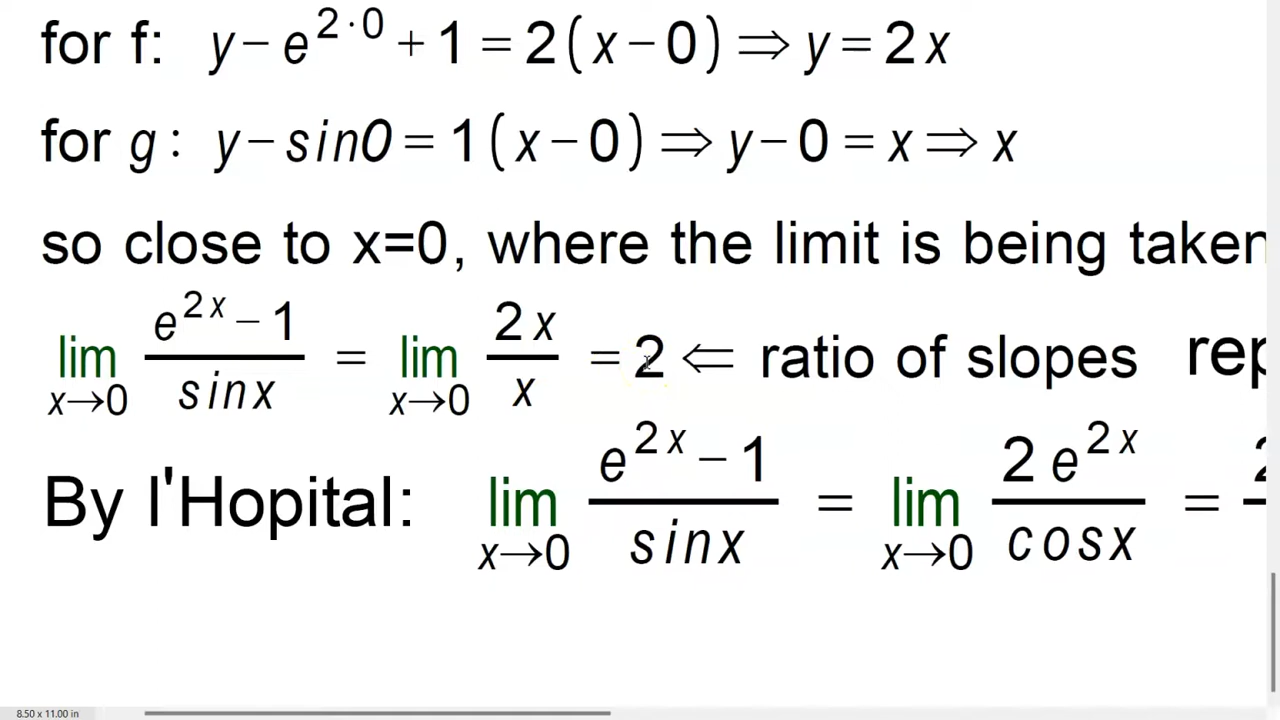 for f: y - e^{2·0} + 1 = 2(x - 0) ⇒ y = 2x
for g: y - sin0 = 1(x - 0) ⇒ y - 0 = x ⇒ x
so close to x=0, where the limit is being taken
lim_{x→0} (e^{2x} - 1)/(sinx) = lim_{x→0} (2x)/(x) = 2 ⇐ ratio of slopes
By l'Hopital: lim_{x→0} (e^{2x} - 1)/(sinx) = lim_{x→0} (2e^{2x})/(cosx) =
8.50 x 11.00 in